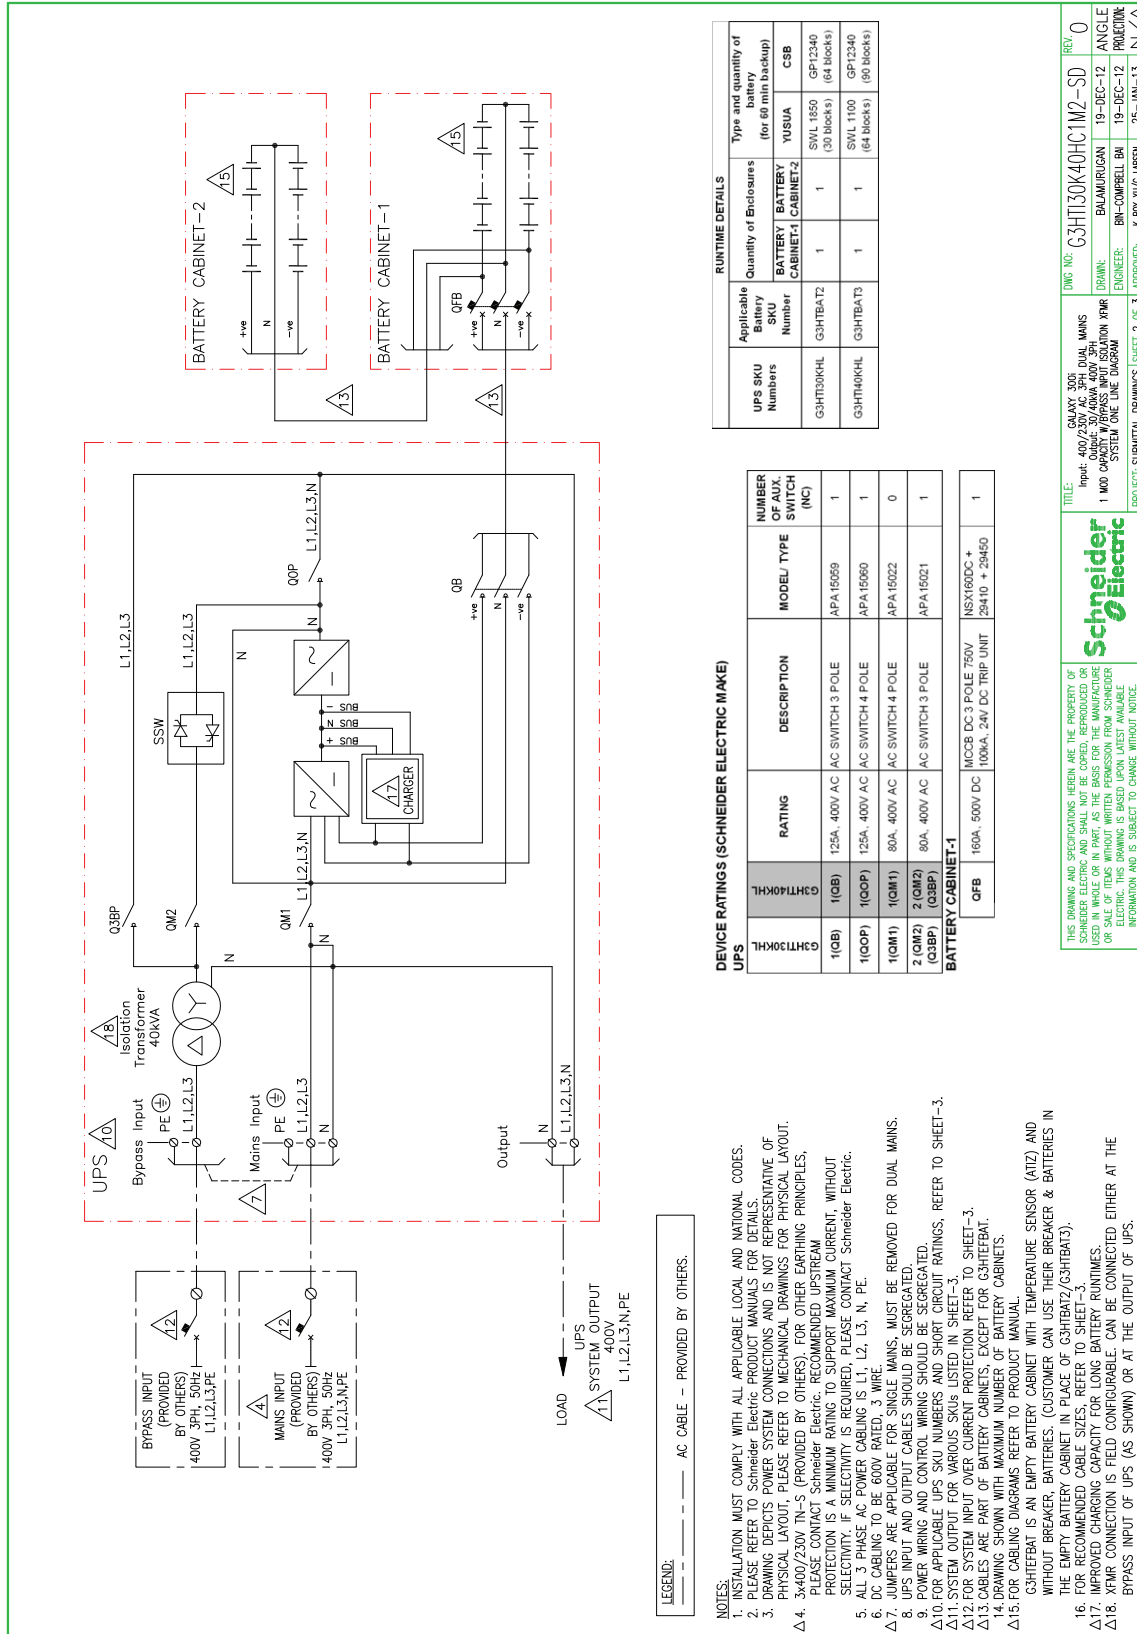 BATTERY CABINET-2
+ve
N
-ve
15
BATTERY CABINET-1
QFB
+ve
N
-ve
15
13
13
UPS
10
Bypass Input
PE
L1,L2,L3
18
Isolation
Transformer
40kVA
N
Q3BP
QM2
L1,L2,L3
SSW
L1,L2,L3
N
Mains Input
PE
L1,L2,L3
N
7
QM1
L1,L2,L3,N
BUS +
BUS N
BUS -
17
CHARGER
N
QOP
L1,L2,L3,N
QB
+ve
N
-ve
Output
N
L1,L2,L3,N
BYPASS INPUT
(PROVIDED
BY OTHERS)
400V 3PH, 50Hz
L1,L2,L3,PE
12
MAINS INPUT
(PROVIDED
BY OTHERS)
400V 3PH, 50Hz
L1,L2,L3,N,PE
4
12
LOAD
UPS
11 SYSTEM OUTPUT
400V
L1,L2,L3,N,PE
LEGEND:
AC CABLE - PROVIDED BY OTHERS.
NOTES:
1. INSTALLATION MUST COMPLY WITH ALL APPLICABLE LOCAL AND NATIONAL CODES.
2. PLEASE REFER TO Schneider Electric PRODUCT MANUALS FOR DETAILS.
3. DRAWING DEPICTS POWER SYSTEM CONNECTIONS AND IS NOT REPRESENTATIVE OF
PHYSICAL LAYOUT, PLEASE REFER TO MECHANICAL DRAWINGS FOR PHYSICAL LAYOUT.
△ 4. 3x400/230V TN-S (PROVIDED BY OTHERS). FOR OTHER EARTHING PRINCIPLES,
PLEASE CONTACT Schneider Electric. RECOMMENDED UPSTREAM
PROTECTION IS A MINIMUM RATING TO SUPPORT MAXIMUM CURRENT, WITHOUT
SELECTIVITY. IF SELECTIVITY IS REQUIRED, PLEASE CONTACT Schneider Electric.
5. ALL 3 PHASE AC POWER CABLING IS L1, L2, L3, N, PE.
6. DC CABLING TO BE 600V RATED, 3 WIRE.
△ 7. JUMPERS ARE APPLICABLE FOR SINGLE MAINS, MUST BE REMOVED FOR DUAL MAINS.
8. UPS INPUT AND OUTPUT CABLES SHOULD BE SEGREGATED.
9. POWER WIRING AND CONTROL WIRING SHOULD BE SEGREGATED.
△10. FOR APPLICABLE UPS SKU NUMBERS AND SHORT CIRCUIT RATINGS, REFER TO SHEET-3.
△11. SYSTEM OUTPUT FOR VARIOUS SKUs LISTED IN SHEET-3.
△12. FOR SYSTEM INPUT OVER CURRENT PROTECTION REFER TO SHEET-3.
△13. CABLES ARE PART OF BATTERY CABINETS, EXCEPT FOR G3HTEFBAT.
14. DRAWING SHOWN WITH MAXIMUM NUMBER OF BATTERY CABINETS.
△15. FOR CABLING DIAGRAMS REFER TO PRODUCT MANUAL.
G3HTEFBAT IS AN EMPTY BATTERY CABINET WITH TEMPERATURE SENSOR (ATIZ) AND
WITHOUT BREAKER, BATTERIES. (CUSTOMER CAN USE THEIR BREAKER & BATTERIES IN
THE EMPTY BATTERY CABINET IN PLACE OF G3HTBAT2/G3HTBAT3).
16. FOR RECOMMENDED CABLE SIZES, REFER TO SHEET-3.
△17. IMPROVED CHARGING CAPACITY FOR LONG BATTERY RUNTIMES.
△18. XFMR CONNECTION IS FIELD CONFIGURABLE. CAN BE CONNECTED EITHER AT THE
BYPASS INPUT OF UPS (AS SHOWN) OR AT THE OUTPUT OF UPS.
DEVICE RATINGS (SCHNEIDER ELECTRIC MAKE)
UPS
G3HTI30KHL G3HTI40KHL RATING DESCRIPTION MODEL/ TYPE NUMBER OF AUX. SWITCH (NC)
1(QB) 1(QB) 125A, 400V AC AC SWITCH 3 POLE APA15059 1
1(QOP) 1(QOP) 125A, 400V AC AC SWITCH 4 POLE APA15060 1
1(QM1) 1(QM1) 80A, 400V AC AC SWITCH 4 POLE APA15022 0
2 (QM2) (Q3BP) 2 (QM2) (Q3BP) 80A, 400V AC AC SWITCH 3 POLE APA15021 1
BATTERY CABINET-1
QFB 160A, 500V DC MCCB DC 3 POLE 750V 100kA, 24V DC TRIP UNIT NSX160DC + 29410 + 29450 1
RUNTIME DETAILS
UPS SKU Numbers Applicable Battery SKU Number Quantity of Enclosures Type and quantity of battery (for 60 min backup)
BATTERY CABINET-1 BATTERY CABINET-2 YUSUA CSB
G3HTI30KHL G3HTBAT2 1 1 SWL 1850 (30 blocks) GP12340 (64 blocks)
G3HTI40KHL G3HTBAT3 1 1 SWL 1100 (64 blocks) GP12340 (90 blocks)
THIS DRAWING AND SPECIFICATIONS HEREIN ARE THE PROPERTY OF
SCHNEIDER ELECTRIC AND SHALL NOT BE COPIED, REPRODUCED OR
USED IN WHOLE OR IN PART, AS THE BASIS FOR THE MANUFACTURE
OR SALE OF ITEMS WITHOUT WRITTEN PERMISSION FROM SCHNEIDER
ELECTRIC. THIS DRAWING IS BASED UPON LATEST AVAILABLE
INFORMATION AND IS SUBJECT TO CHANGE WITHOUT NOTICE.
Schneider
Electric
TITLE: GALAXY 300i
Input: 400/230V AC 3PH DUAL MAINS
Output: 30/40kVA 400V 3PH
1 MOD CAPACITY W/BYPASS INPUT ISOLATION XFMR
SYSTEM ONE LINE DIAGRAM
PROJECT: SUBMITTAL DRAWINGS SHEET 2 OF 3
DWG NO: G3HTI30K40HC1M2-SD
REV. 0
DRAWN: BALAMURUGAN 19-DEC-12
ENGINEER: BIN-COMPBELL BAI 19-DEC-12
ANGLE
PROJECTION: